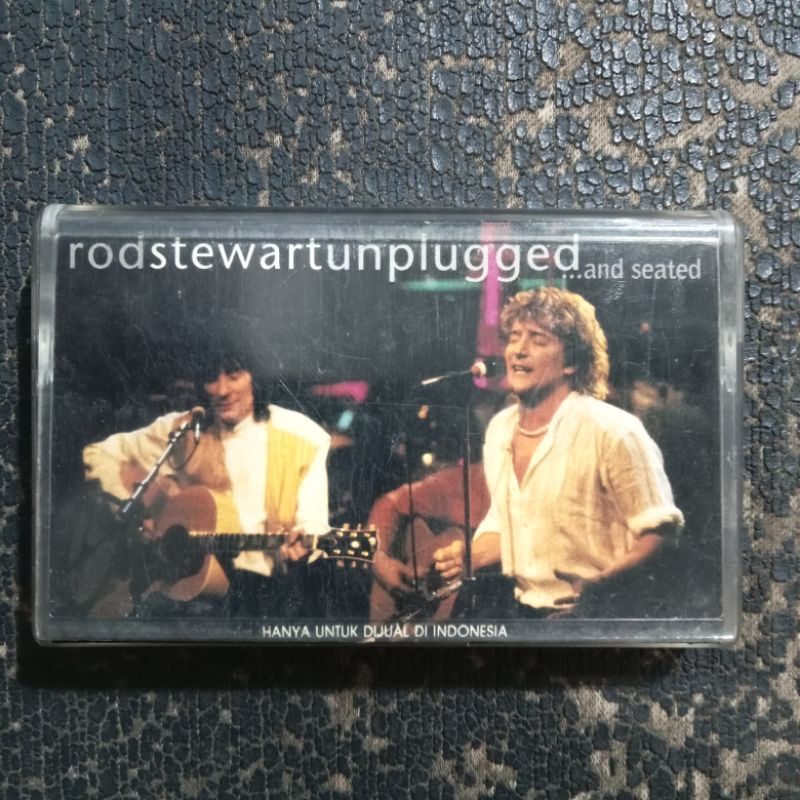 rodstewartunplugged
...and seated
HANYA UNTUK DIJUAL DI INDONESIA